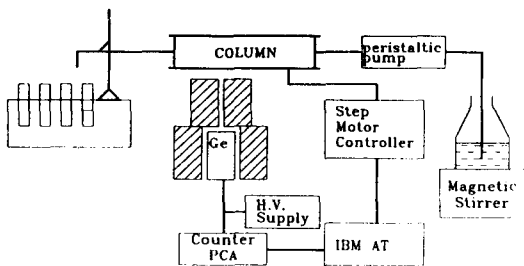 COLUMN
peristaltic
pump
Ge
Step
Motor
Controller
Magnetic
Stirrer
H.V.
Supply
Counter
PCA
IBM AT